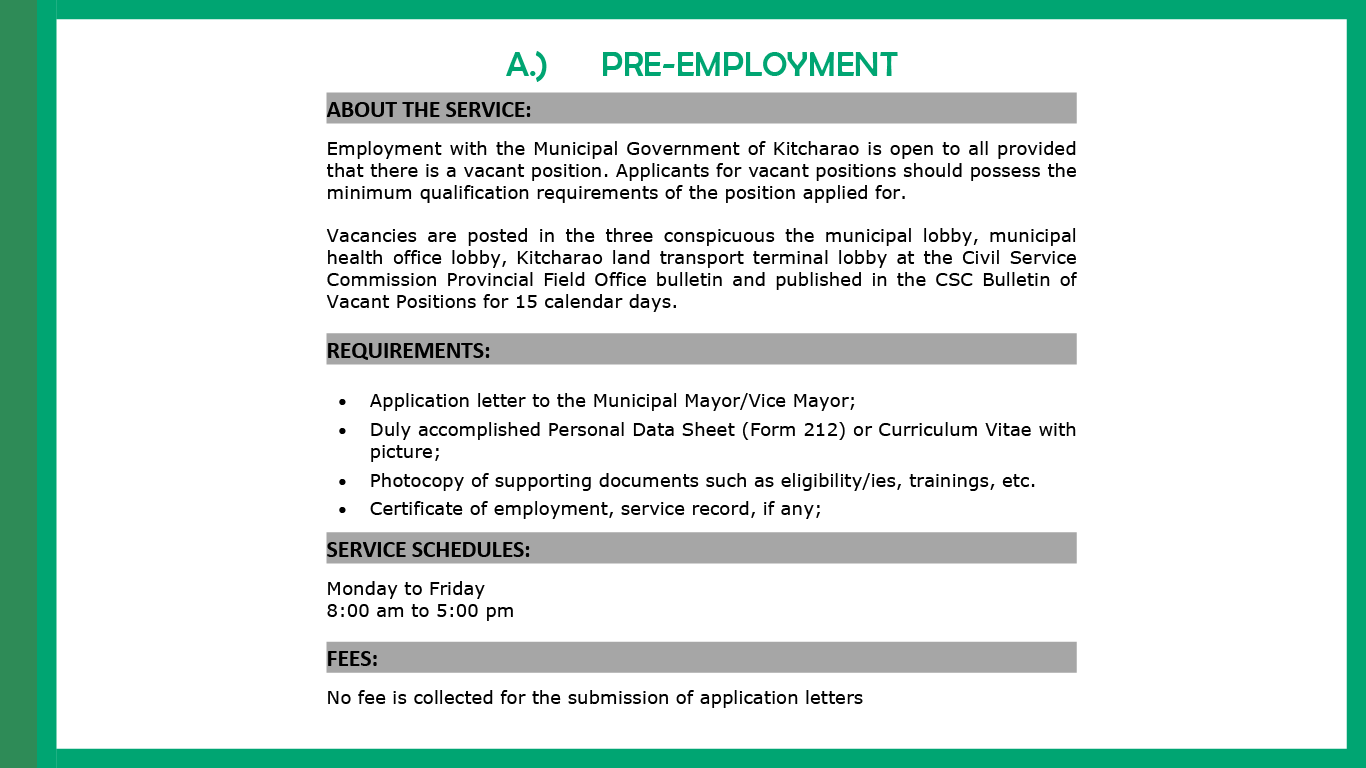 A.) PRE-EMPLOYMENT
ABOUT THE SERVICE:
Employment with the Municipal Government of Kitcharao is open to all provided
that there is a vacant position. Applicants for vacant positions should possess the
minimum qualification requirements of the position applied for.
Vacancies are posted in the three conspicuous the municipal lobby, municipal
health office lobby, Kitcharao land transport terminal lobby at the Civil Service
Commission Provincial Field Office bulletin and published in the CSC Bulletin of
Vacant Positions for 15 calendar days.
REQUIREMENTS:
• Application letter to the Municipal Mayor/Vice Mayor;
• Duly accomplished Personal Data Sheet (Form 212) or Curriculum Vitae with
picture;
• Photocopy of supporting documents such as eligibility/ies, trainings, etc.
• Certificate of employment, service record, if any;
SERVICE SCHEDULES:
Monday to Friday
8:00 am to 5:00 pm
FEES:
No fee is collected for the submission of application letters